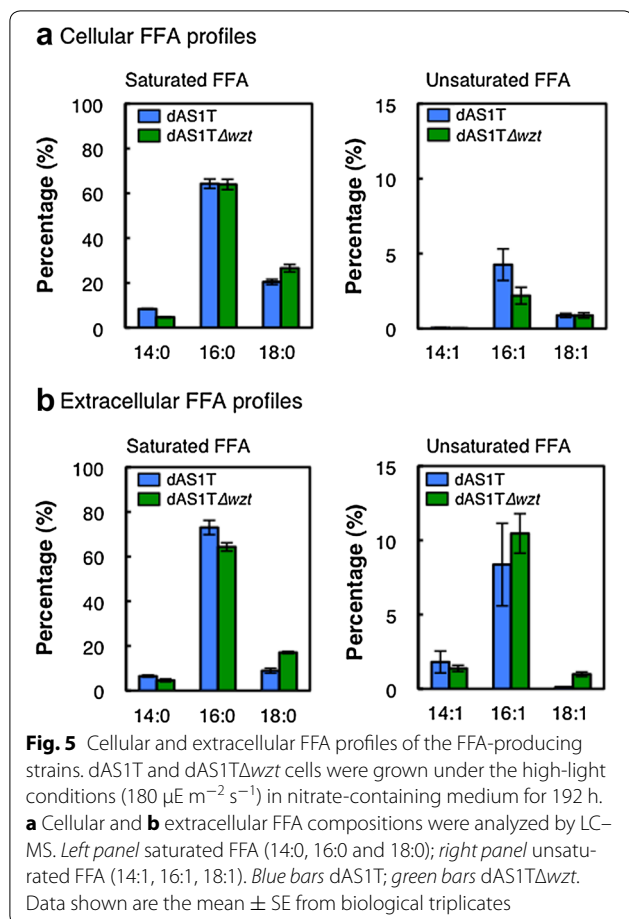 a Cellular FFA profiles
Saturated FFA
Percentage (%)
100
80
60
40
20
0
dAS1T
dAS1TΔwzt
14:0 16:0 18:0
Unsaturated FFA
Percentage (%)
15
10
5
0
dAS1T
dAS1TΔwzt
14:1 16:1 18:1
b Extracellular FFA profiles
Saturated FFA
Percentage (%)
100
80
60
40
20
0
dAS1T
dAS1TΔwzt
14:0 16:0 18:0
Unsaturated FFA
Percentage (%)
15
10
5
0
dAS1T
dAS1TΔwzt
14:1 16:1 18:1
Fig. 5 Cellular and extracellular FFA profiles of the FFA-producing
strains. dAS1T and dAS1TΔwzt cells were grown under the high-light
conditions (180 μE m⁻² s⁻¹) in nitrate-containing medium for 192 h.
a Cellular and b extracellular FFA compositions were analyzed by LC–
MS. Left panel saturated FFA (14:0, 16:0 and 18:0); right panel unsatu-
rated FFA (14:1, 16:1, 18:1). Blue bars dAS1T; green bars dAS1TΔwzt.
Data shown are the mean ± SE from biological triplicates